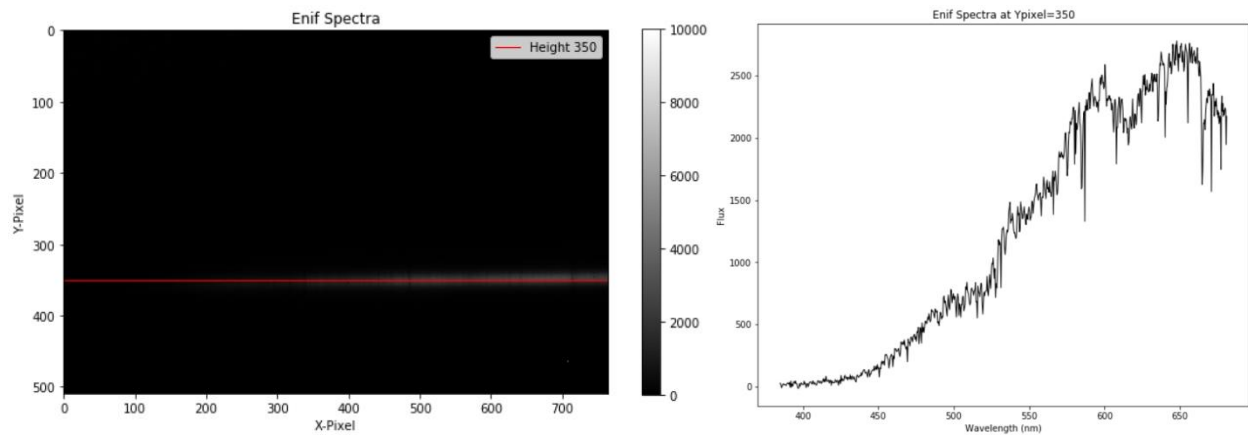 Enif Spectra
Height 350
0
100
200
300
400
500
Y-Pixel
0 100 200 300 400 500 600 700
X-Pixel
10000
8000
6000
4000
2000
0
Enif Spectra at Ypixel=350
2500
2000
1500
1000
500
0
Flux
400 450 500 550 600 650
Wavelength (nm)